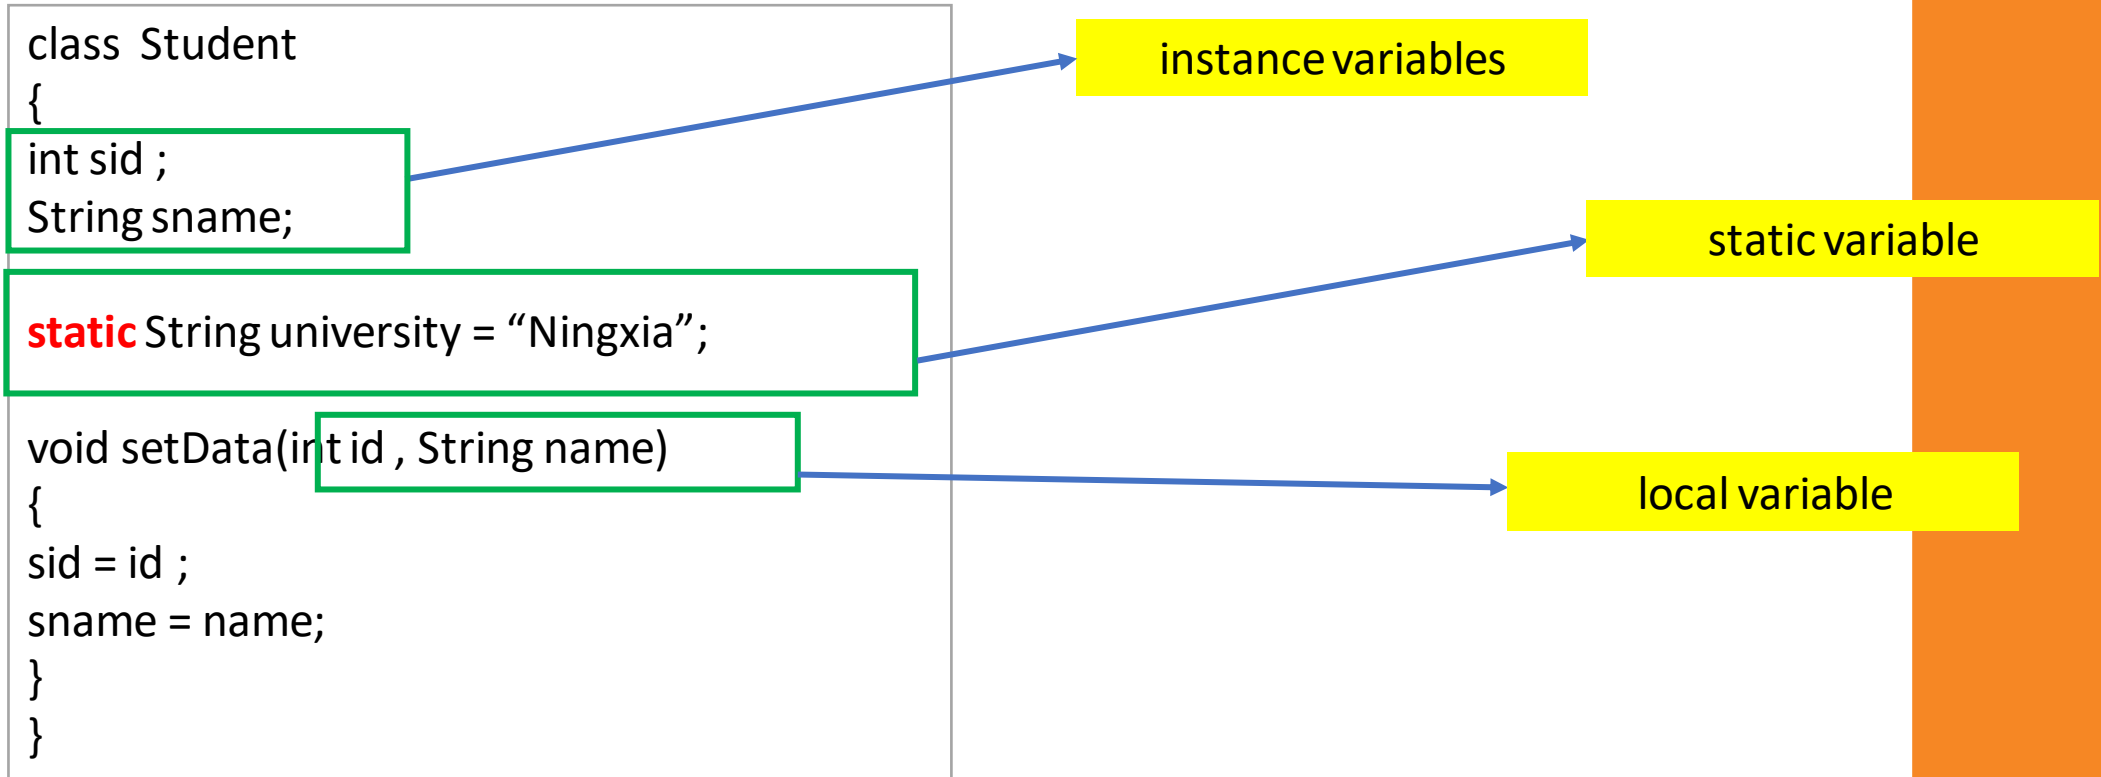 class Student
{
int sid ;
String sname;
static String university = “Ningxia”;
void setData(int id , String name)
{
sid = id ;
sname = name;
}
}
instance variables
static variable
local variable